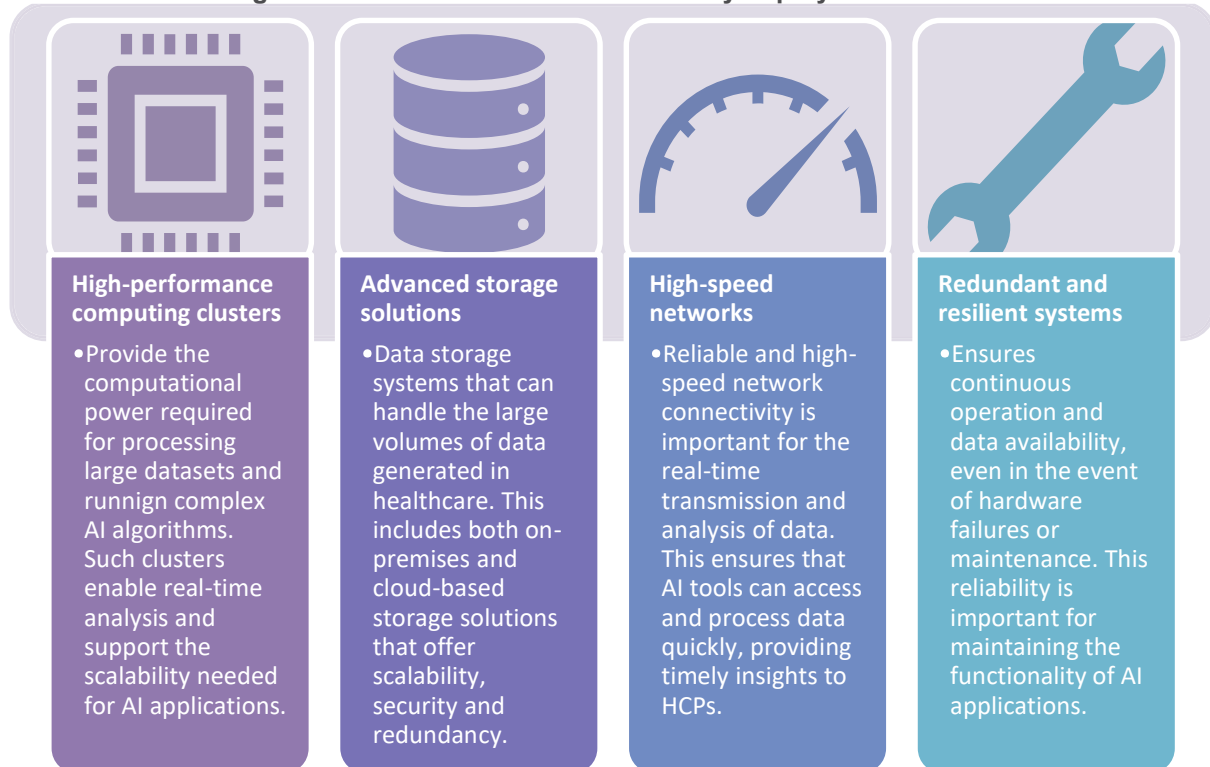 High-performance
computing clusters
•Provide the
computational
power required
for processing
large datasets and
runnign complex
AI algorithms.
Such clusters
enable real-time
analysis and
support the
scalability needed
for AI applications.
Advanced storage
solutions
•Data storage
systems that can
handle the large
volumes of data
generated in
healthcare. This
includes both on-
premises and
cloud-based
storage solutions
that offer
scalability,
security and
redundancy.
High-speed
networks
•Reliable and high-
speed network
connectivity is
important for the
real-time
transmission and
analysis of data.
This ensures that
AI tools can access
and process data
quickly, providing
timely insights to
HCPs.
Redundant and
resilient systems
•Ensures
continuous
operation and
data availability,
even in the event
of hardware
failures or
maintenance. This
reliability is
important for
maintaining the
functionality of AI
applications.